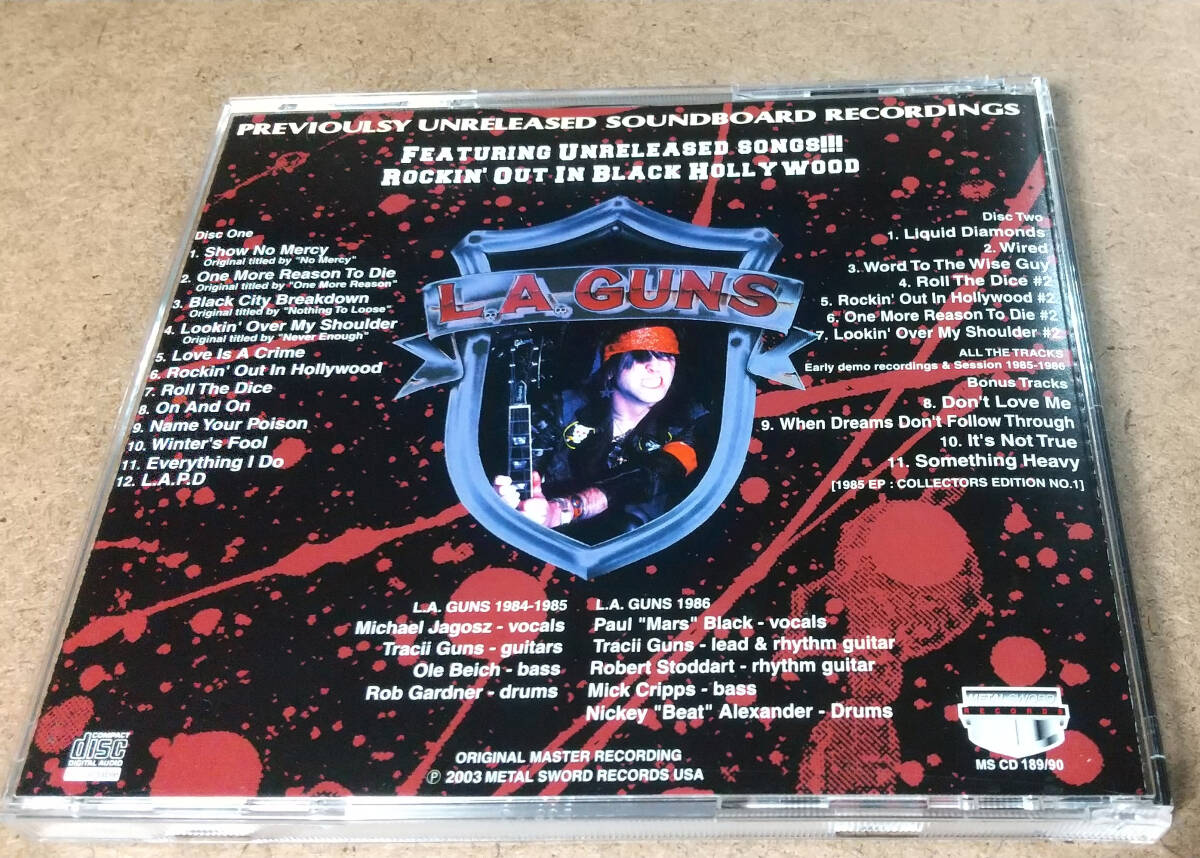 PREVIOULSY UNRELEASED SOUNDBOARD RECORDINGS
FEATURING UNRELEASED SONGS!!!
ROCKIN' OUT IN BLACK HOLLYWOOD
Disc One
1. Show No Mercy
Original titled by "No Mercy"
2. One More Reason To Die
Original titled by "One More Reason"
3. Black City Breakdown
Original titled by "Nothing To Loose"
4. Lookin' Over My Shoulder
Original titled by "Never Enough"
5. Love Is A Crime
6. Rockin' Out In Hollywood
7. Roll The Dice
8. On And On
9. Name Your Poison
10. Winter's Fool
11. Everything I Do
12. L.A.P.D
L.A. GUNS
Disc Two
1. Liquid Diamonds
2. Wired
3. Word To The Wise Guy
4. Roll The Dice #2
5. Rockin' Out In Hollywood #2
6. One More Reason To Die #2
7. Lookin' Over My Shoulder #2
ALL THE TRACKS
Early demo recordings & Session 1985-1986
Bonus Tracks
8. Don't Love Me
9. When Dreams Don't Follow Through
10. It's Not True
11. Something Heavy
[1985 EP : COLLECTORS EDITION NO.1]
L.A. GUNS 1984-1985
Michael Jagosz - vocals
Tracii Guns - guitars
Ole Beich - bass
Rob Gardner - drums
L.A. GUNS 1986
Paul "Mars" Black - vocals
Tracii Guns - lead & rhythm guitar
Robert Stoddart - rhythm guitar
Mick Cripps - bass
Nickey "Beat" Alexander - Drums
COMPACT
disc
DIGITAL AUDIO
ORIGINAL MASTER RECORDING
Ⓟ 2003 METAL SWORD RECORDS USA
METAL SWORD
RECORDS
MS CD 189/90